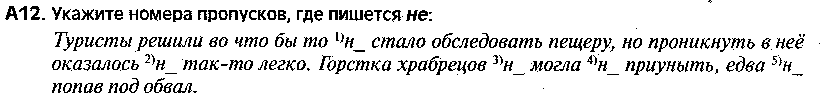 А12. Укажите номера пропусков, где пишется не:
Туристы решили во что бы то ¹⁾н_ стало обследовать пещеру, но проникнуть в неё
оказалось ²⁾н_ так-то легко. Горстка храбрецов ³⁾н_ могла ⁴⁾н_ приуныть, едва ⁵⁾н_
попав под обвал.